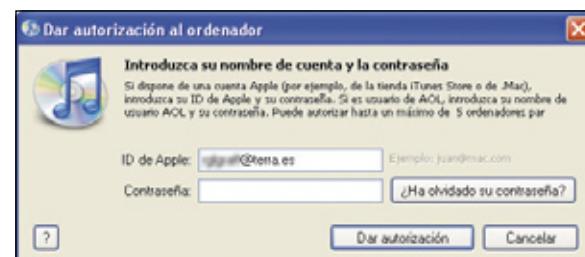 Dar autorización al ordenador
Introduzca su nombre de cuenta y la contraseña
Si dispone de una cuenta Apple (por ejemplo, de la tienda iTunes Store o de .Mac),
introduzca su ID de Apple y su contraseña. Si es usuario de AOL, introduzca su nombre de
usuario AOL y su contraseña. Puede autorizar hasta un máximo de 5 ordenadores par
ID de Apple: @terra.es Ejemplo: juan@mac.com
Contraseña: ¿Ha olvidado su contraseña?
? Dar autorización Cancelar